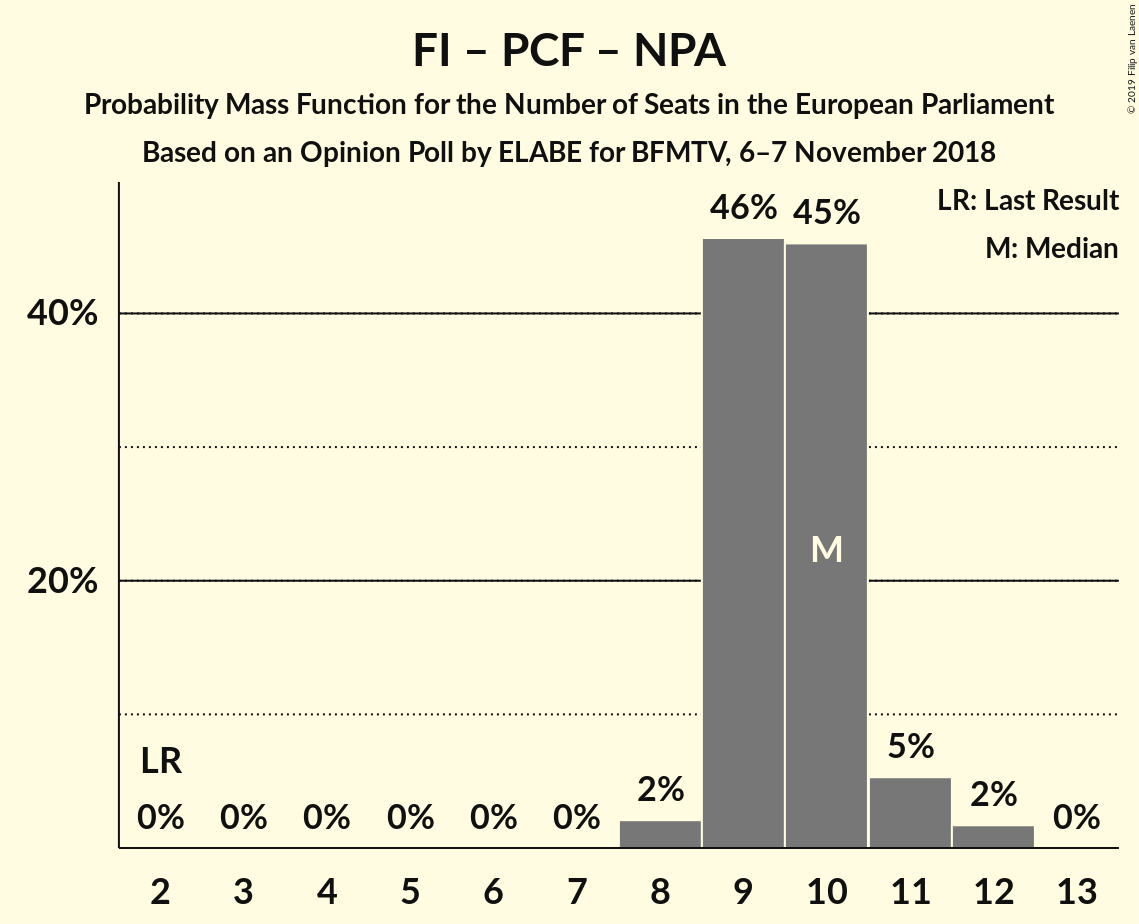 FI – PCF – NPA
Probability Mass Function for the Number of Seats in the European Parliament
Based on an Opinion Poll by ELABE for BFMTV, 6–7 November 2018
© 2019 Filip van Laenen
LR: Last Result
M: Median
46% 45%
40%
M
20%
LR
0% 0% 0% 0% 0% 0% 2% 5% 2% 0%
2 3 4 5 6 7 8 9 10 11 12 13